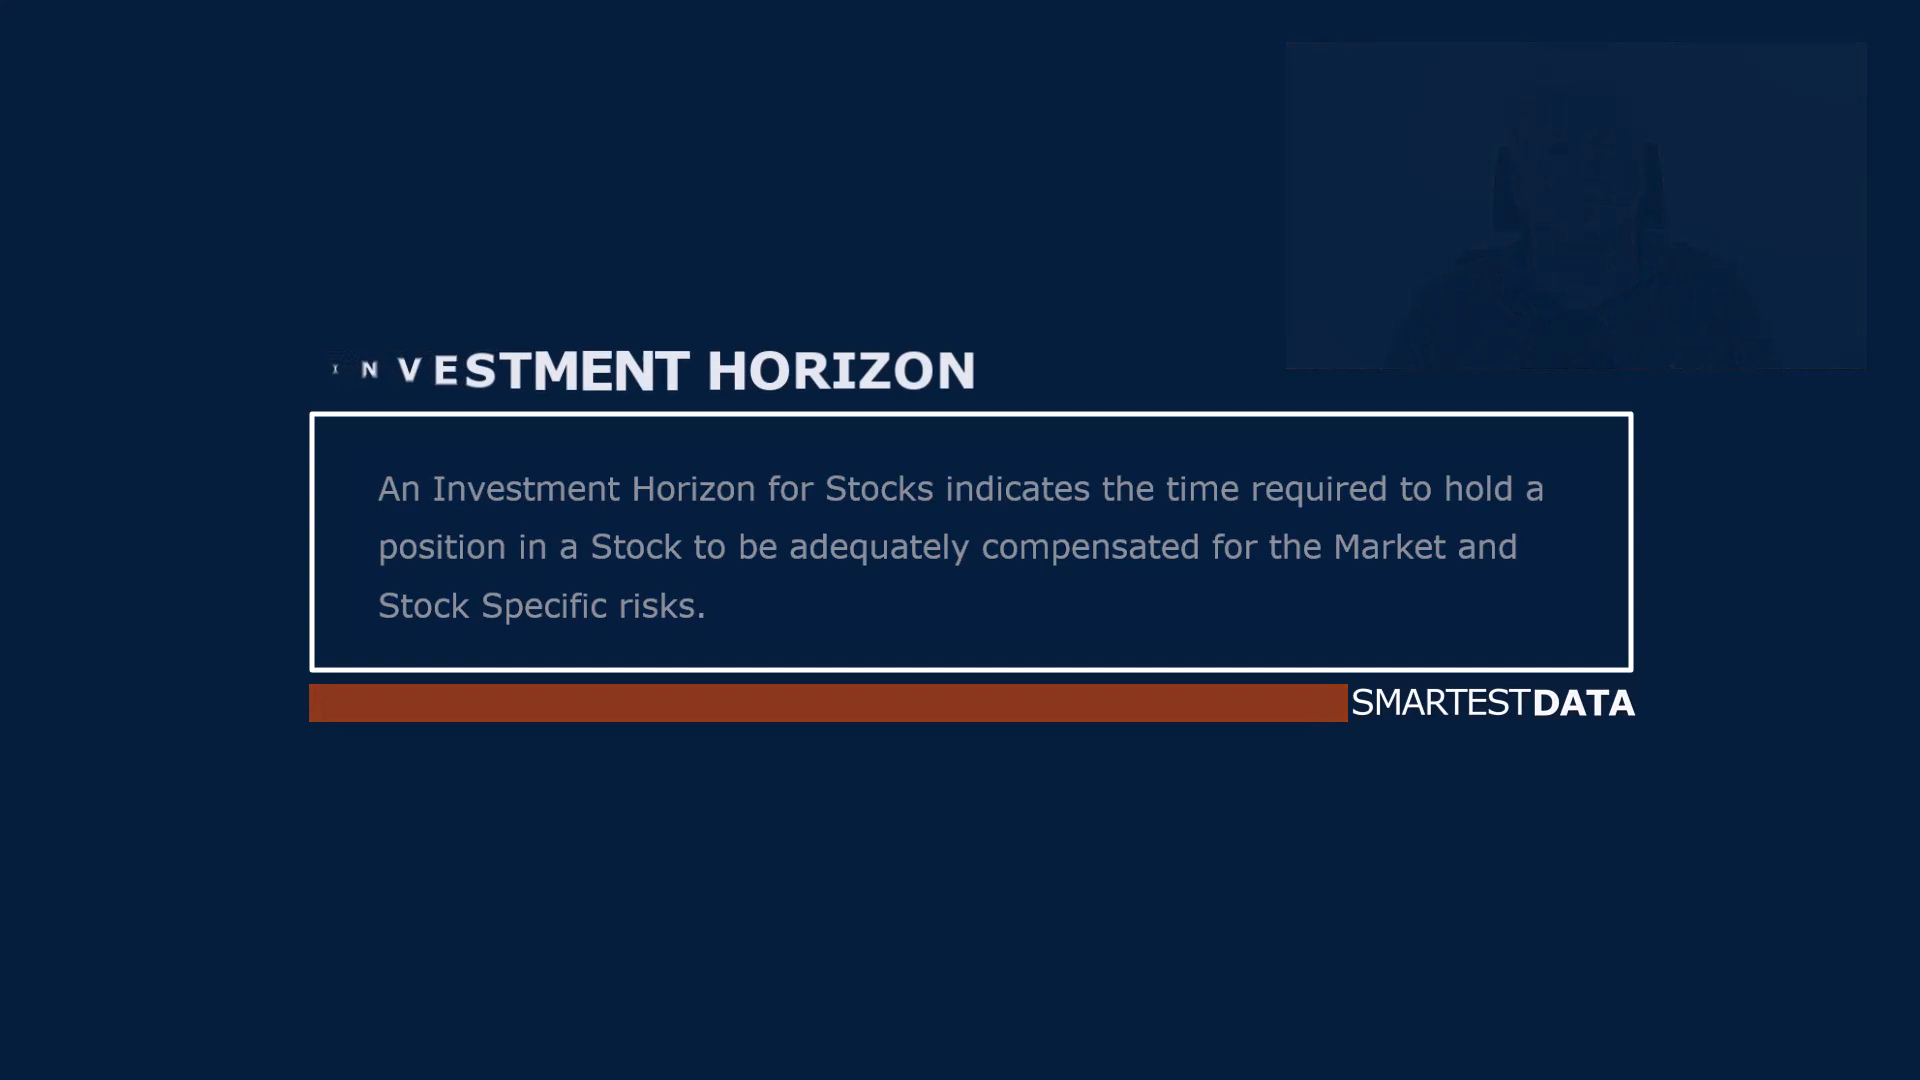 INVESTMENT HORIZON
An Investment Horizon for Stocks indicates the time required to hold a
position in a Stock to be adequately compensated for the Market and
Stock Specific risks.
SMARTESTDATA